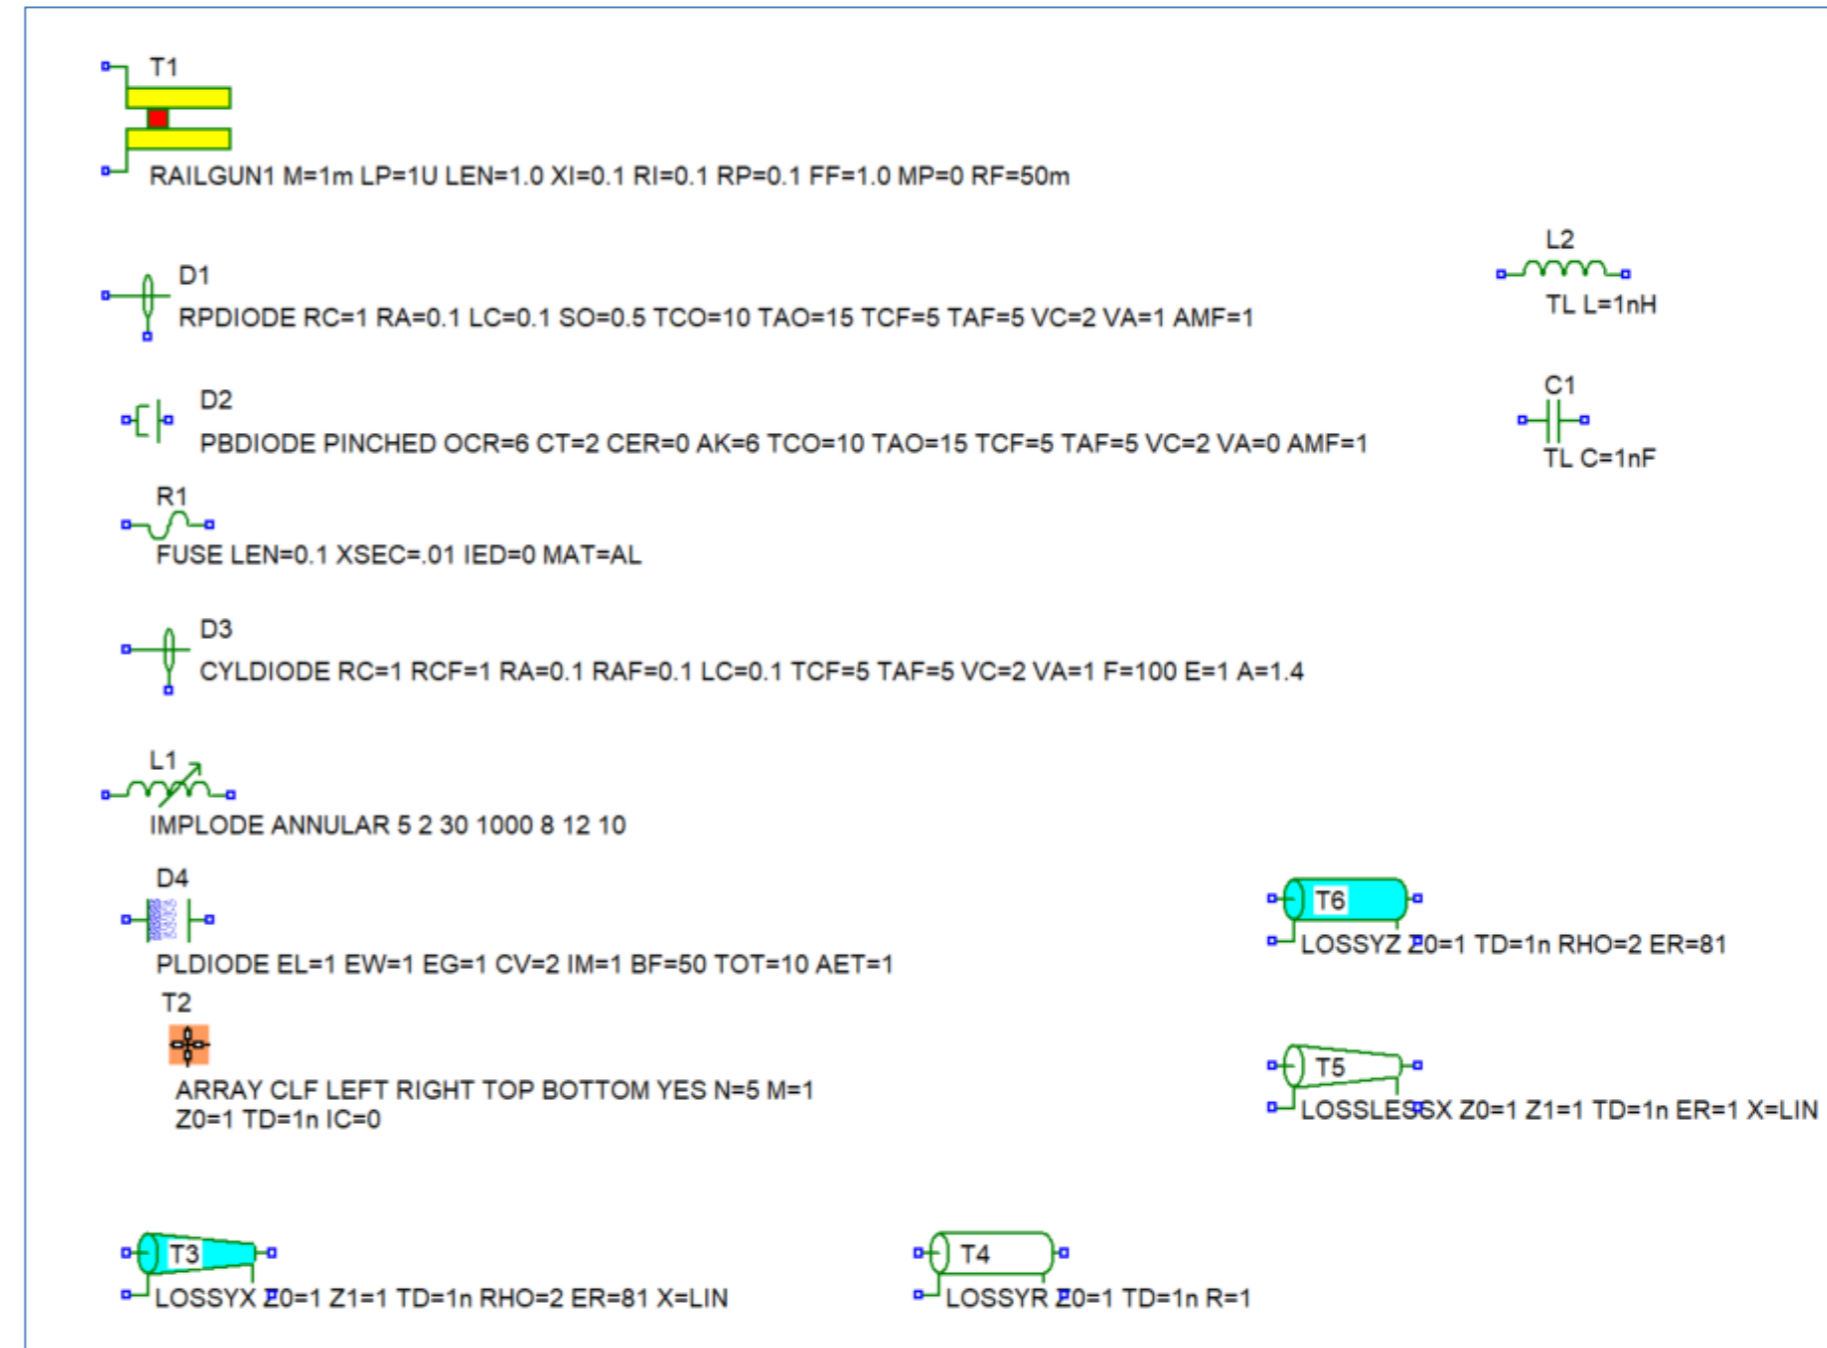 T1
RAILGUN1 M=1m LP=1U LEN=1.0 XI=0.1 RI=0.1 RP=0.1 FF=1.0 MP=0 RF=50m
L2
TL L=1nH
D1
RPDIODE RC=1 RA=0.1 LC=0.1 SO=0.5 TCO=10 TAO=15 TCF=5 TAF=5 VC=2 VA=1 AMF=1
D2
PBDIODE PINCHED OCR=6 CT=2 CER=0 AK=6 TCO=10 TAO=15 TCF=5 TAF=5 VC=2 VA=0 AMF=1
C1
TL C=1nF
R1
FUSE LEN=0.1 XSEC=.01 IED=0 MAT=AL
D3
CYLDIODE RC=1 RCF=1 RA=0.1 RAF=0.1 LC=0.1 TCF=5 TAF=5 VC=2 VA=1 F=100 E=1 A=1.4
L1
IMPLODE ANNULAR 5 2 30 1000 8 12 10
D4
PLDIODE EL=1 EW=1 EG=1 CV=2 IM=1 BF=50 TOT=10 AET=1
T6
LOSSYZ Z0=1 TD=1n RHO=2 ER=81
T2
ARRAY CLF LEFT RIGHT TOP BOTTOM YES N=5 M=1
Z0=1 TD=1n IC=0
T5
LOSSLESSX Z0=1 Z1=1 TD=1n ER=1 X=LIN
T3
LOSSYX Z0=1 Z1=1 TD=1n RHO=2 ER=81 X=LIN
T4
LOSSYR Z0=1 TD=1n R=1